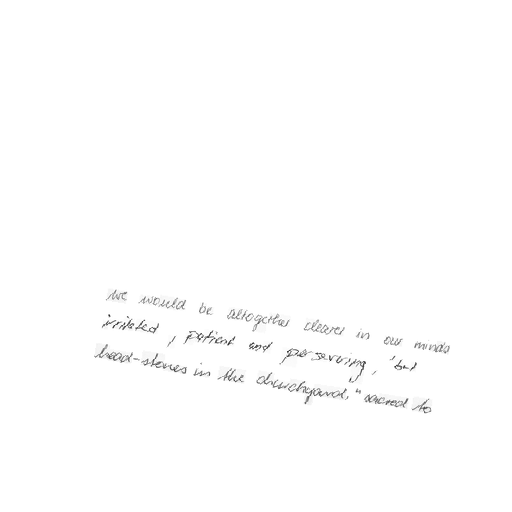 we would be altogether clearer in our minds
irritated , patient and persevering, 'but
head-stones in the churchyard," sacred to